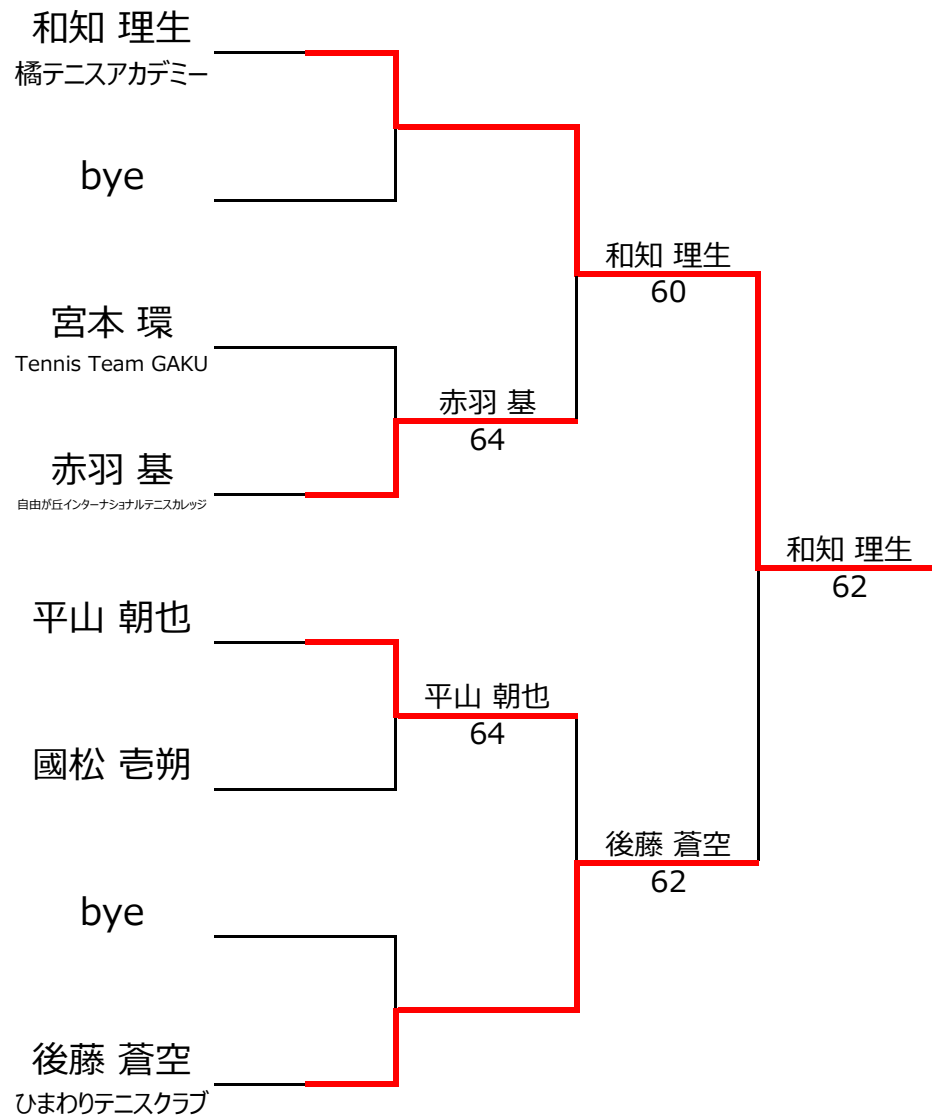 和知 理生
橘テニスアカデミー
bye
宮本 環
Tennis Team GAKU
赤羽 基
自由が丘インターナショナルテニスカレッジ
平山 朝也
國松 壱朔
bye
後藤 蒼空
ひまわりテニスクラブ
赤羽 基
64
平山 朝也
64
和知 理生
60
後藤 蒼空
62
和知 理生
62